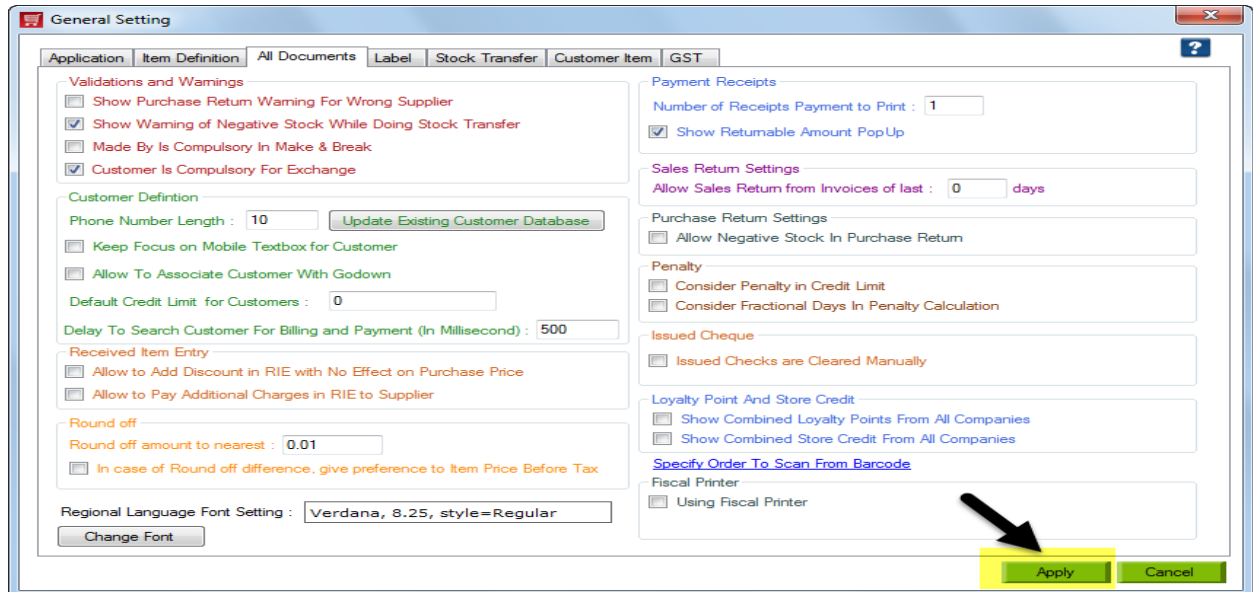 General Setting
Application Item Definition All Documents Label Stock Transfer Customer Item GST
?
Validations and Warnings
Show Purchase Return Warning For Wrong Supplier
Show Warning of Negative Stock While Doing Stock Transfer
Made By Is Compulsory In Make & Break
Customer Is Compulsory For Exchange
Customer Defintion
Phone Number Length : 10 Update Existing Customer Database
Keep Focus on Mobile Textbox for Customer
Allow To Associate Customer With Godown
Default Credit Limit for Customers : 0
Delay To Search Customer For Billing and Payment (In Millisecond) : 500
Received Item Entry
Allow to Add Discount in RIE with No Effect on Purchase Price
Allow to Pay Additional Charges in RIE to Supplier
Round off
Round off amount to nearest : 0.01
In case of Round off difference, give preference to Item Price Before Tax
Regional Language Font Setting : Verdana, 8.25, style=Regular
Change Font
Payment Receipts
Number of Receipts Payment to Print : 1
Show Returnable Amount PopUp
Sales Return Settings
Allow Sales Return from Invoices of last : 0 days
Purchase Return Settings
Allow Negative Stock In Purchase Return
Penalty
Consider Penalty in Credit Limit
Consider Fractional Days In Penalty Calculation
Issued Cheque
Issued Checks are Cleared Manually
Loyalty Point And Store Credit
Show Combined Loyalty Points From All Companies
Show Combined Store Credit From All Companies
Specify Order To Scan From Barcode
Fiscal Printer
Using Fiscal Printer
Apply Cancel